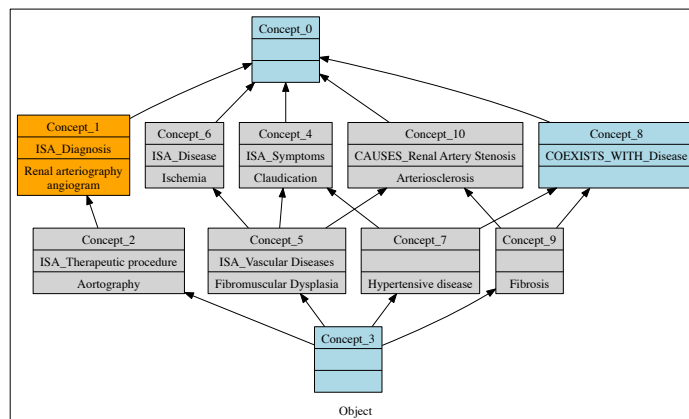 Concept_0
Concept_1
ISA_Diagnosis
Renal arteriography
angiogram
Concept_6
ISA_Disease
Ischemia
Concept_4
ISA_Symptoms
Claudication
Concept_10
CAUSES_Renal Artery Stenosis
Arteriosclerosis
Concept_8
COEXISTS_WITH_Disease
Concept_2
ISA_Therapeutic procedure
Aortography
Concept_5
ISA_Vascular Diseases
Fibromuscular Dysplasia
Concept_7
Hypertensive disease
Concept_9
Fibrosis
Concept_3
Object